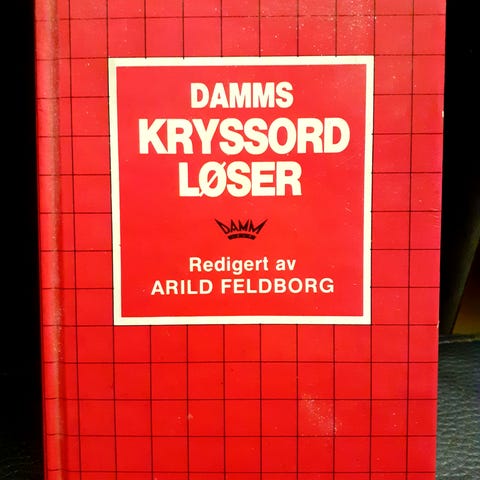 DAMMS
KRYSSORD
LØSER
DAMM
Redigert av
ARILD FELDBORG